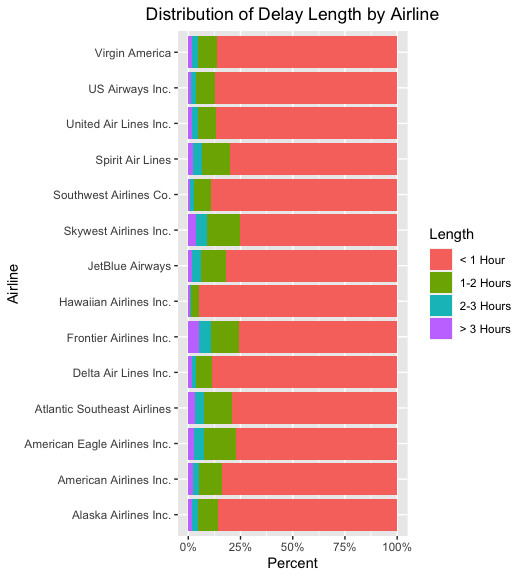 Distribution of Delay Length by Airline
Airline
Virgin America
US Airways Inc.
United Air Lines Inc.
Spirit Air Lines
Southwest Airlines Co.
Skywest Airlines Inc.
JetBlue Airways
Hawaiian Airlines Inc.
Frontier Airlines Inc.
Delta Air Lines Inc.
Atlantic Southeast Airlines
American Eagle Airlines Inc.
American Airlines Inc.
Alaska Airlines Inc.
0% 25% 50% 75% 100%
Percent
Length
< 1 Hour
1-2 Hours
2-3 Hours
> 3 Hours